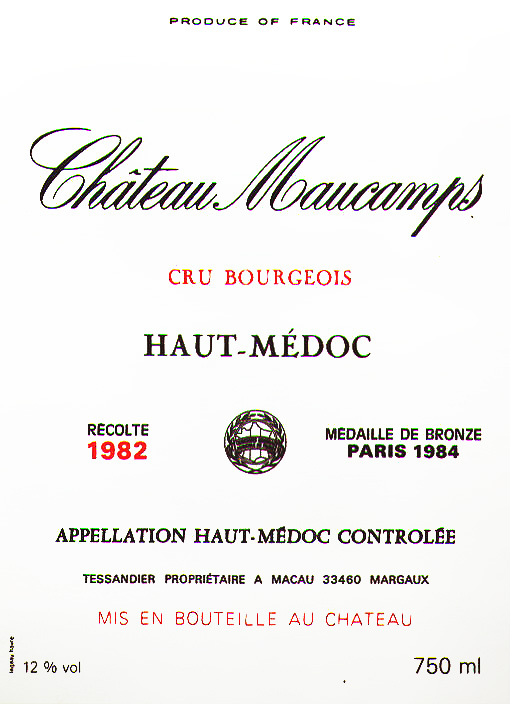 PRODUCE OF FRANCE
Château Maucamps
CRU BOURGEOIS
HAUT-MÉDOC
RÉCOLTE
1982
MÉDAILLE DE BRONZE
PARIS 1984
APPELLATION HAUT-MÉDOC CONTROLÉE
TESSANDIER PROPRIÉTAIRE A MACAU 33460 MARGAUX
MIS EN BOUTEILLE AU CHATEAU
12 % vol
750 ml